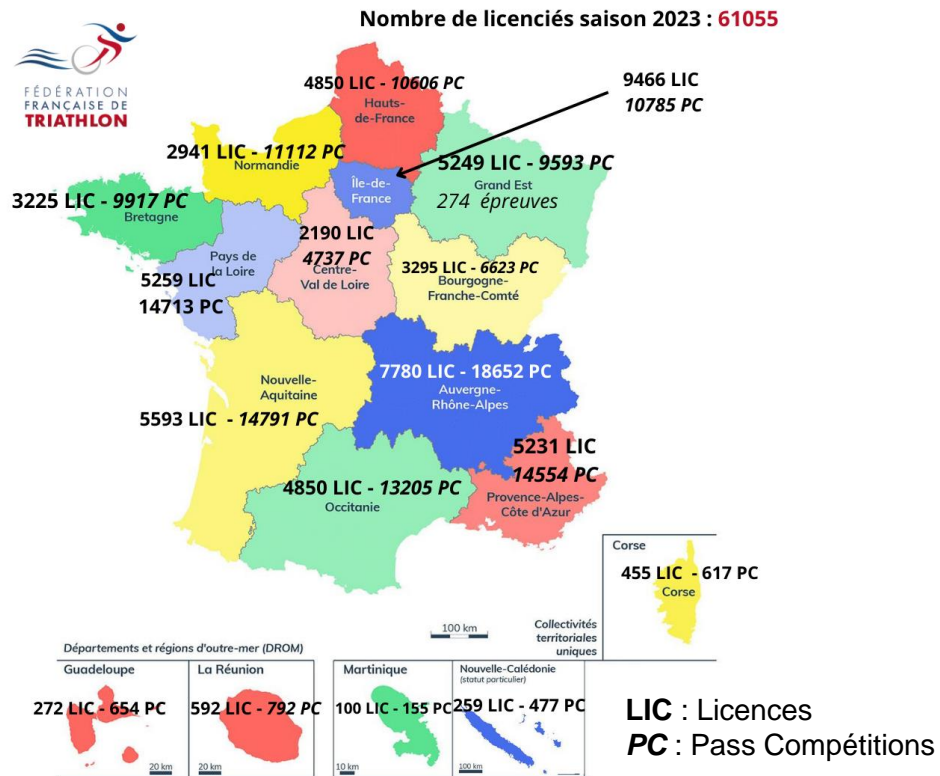 Nombre de licenciés saison 2023 : 61055
FÉDÉRATION
FRANÇAISE DE
TRIATHLON
4850 LIC - 10606 PC
Hauts-
de-France
9466 LIC
10785 PC
2941 LIC - 11112 PC
Normandie
Île-de-
France
5249 LIC - 9593 PC
Grand Est
274 épreuves
3225 LIC - 9917 PC
Bretagne
Pays de
la Loire
5259 LIC
14713 PC
2190 LIC
4737 PC
Centre-
Val de Loire
3295 LIC - 6623 PC
Bourgogne-
Franche-Comté
7780 LIC - 18652 PC
Auvergne-
Rhône-Alpes
Nouvelle-
Aquitaine
5593 LIC - 14791 PC
5231 LIC
14554 PC
Provence-Alpes-
Côte d'Azur
4850 LIC - 13205 PC
Occitanie
Corse
455 LIC - 617 PC
Corse
100 km
Collectivités
territoriales
uniques
Départements et régions d'outre-mer (DROM)
Guadeloupe
272 LIC - 654 PC
20 km
La Réunion
592 LIC - 792 PC
20 km
Martinique
100 LIC - 155 PC
10 km
Nouvelle-Calédonie
(statut particulier)
259 LIC - 477 PC
100 km
LIC : Licences
PC : Pass Compétitions